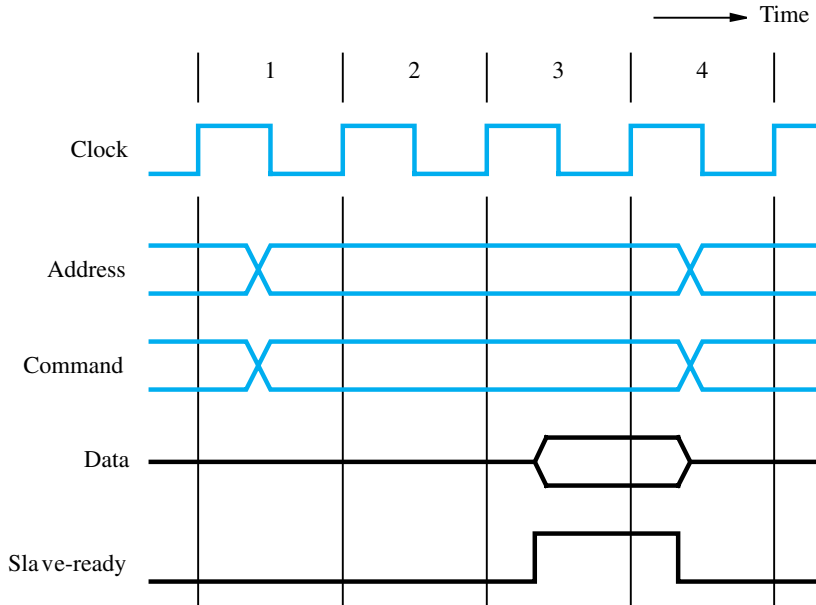 Time
1 2 3 4
Clock
Address
Command
Data
Slave-ready